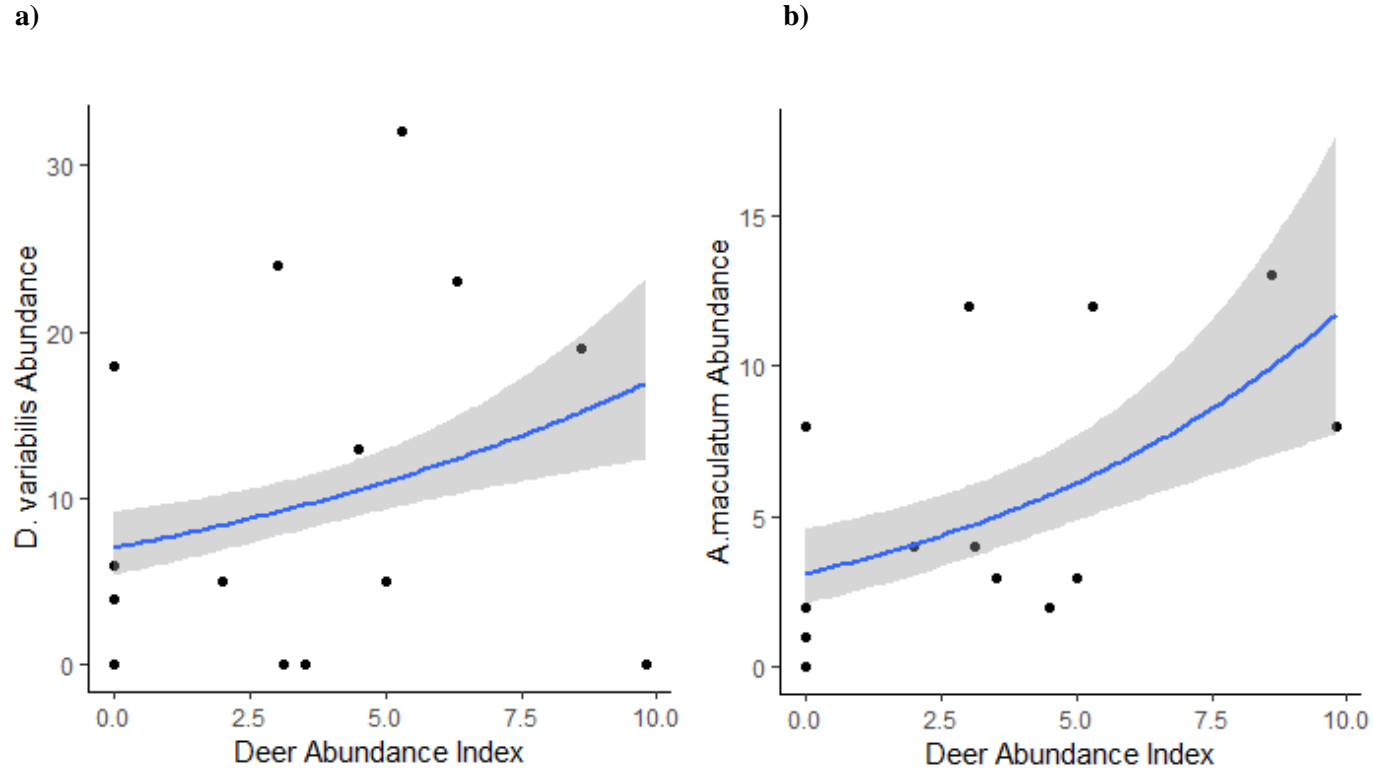 a)
b)
D. variabilis Abundance
30
20
10
0
0.0 2.5 5.0 7.5 10.0
Deer Abundance Index
A.maculatum Abundance
15
10
5
0
0.0 2.5 5.0 7.5 10.0
Deer Abundance Index